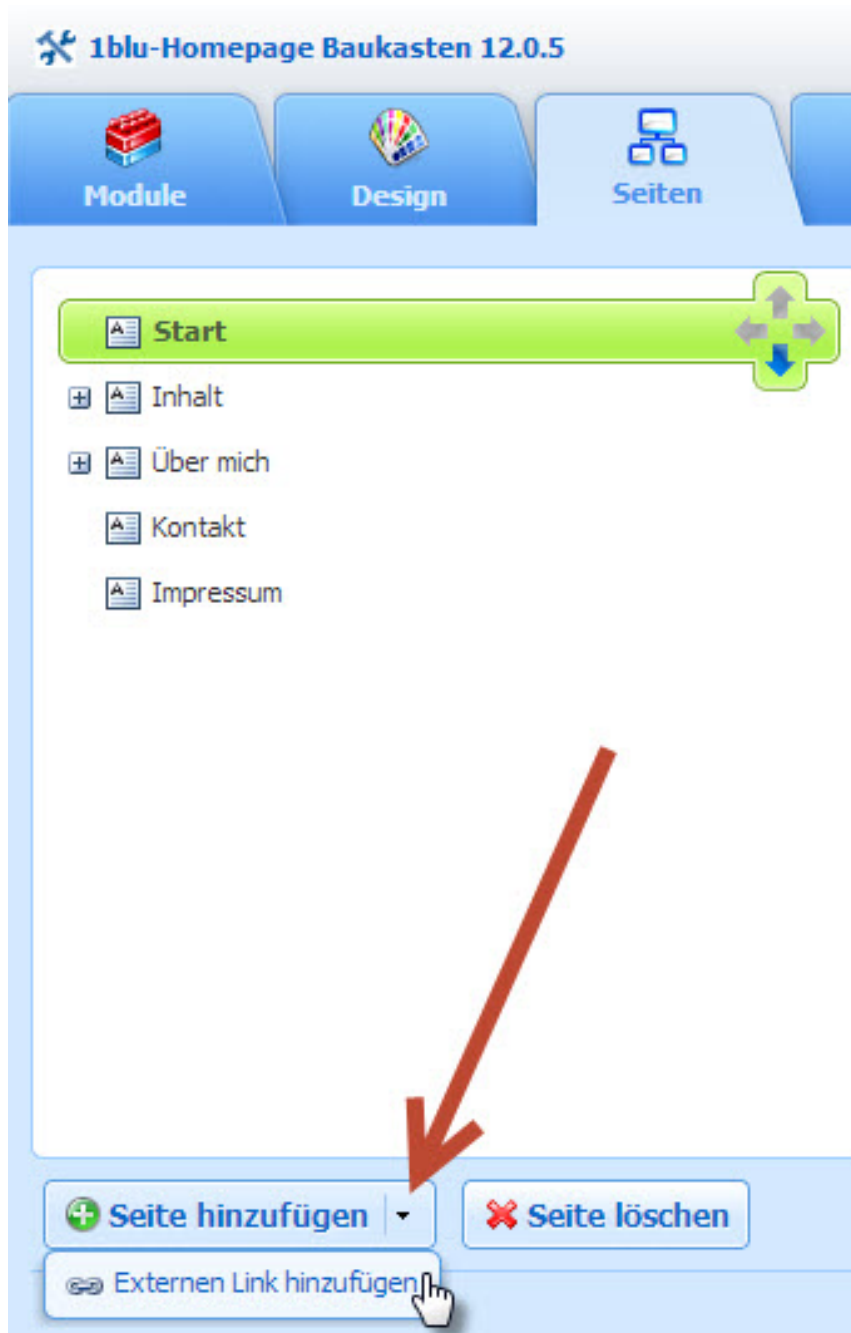 1blu-Homepage Baukasten 12.0.5
Module Design Seiten
Start
Inhalt
Über mich
Kontakt
Impressum
Seite hinzufügen Seite löschen
Externen Link hinzufügen